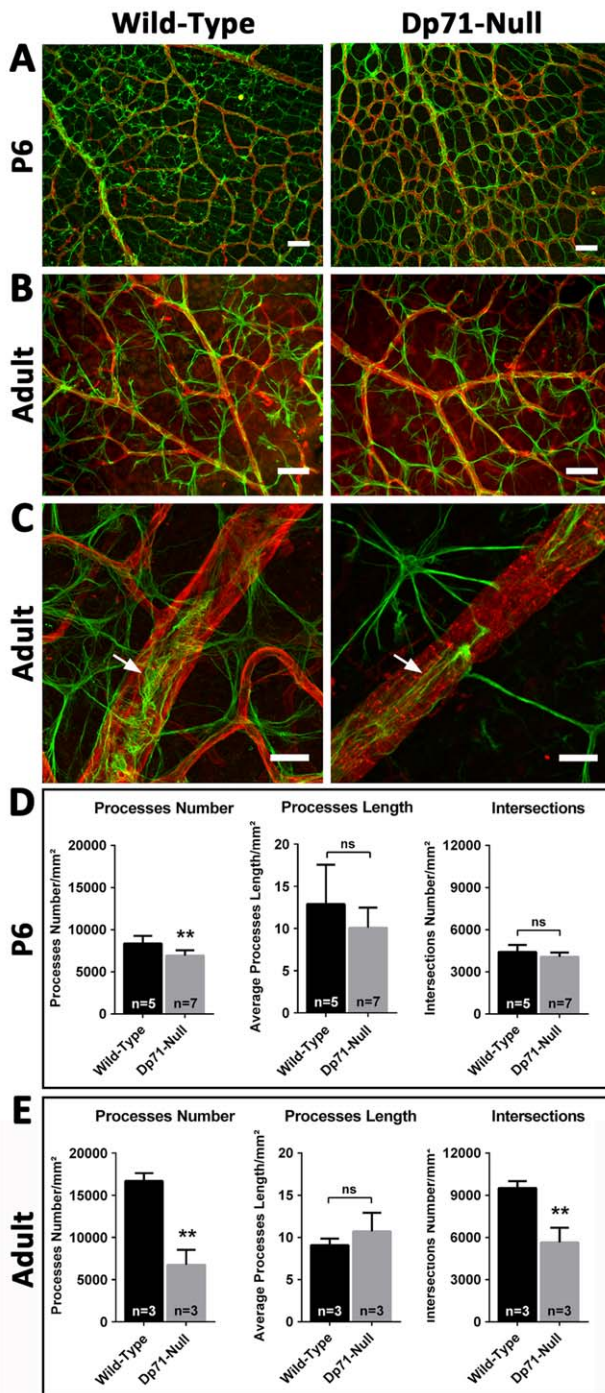 Wild-Type Dp71-Null
A
P6
B
Adult
C
Adult
D
P6
Processes Number
Processes Number/mm²
20000
15000
10000
5000
0
**
n=5 n=7
Wild-Type
Dp71-Null
Processes Length
Average Processes Length/mm²
20
15
10
5
0
ns
n=5 n=7
Wild-Type
Dp71-Null
Intersections
Intersections Number/mm²
12000
9000
6000
3000
0
ns
n=5 n=7
Wild-Type
Dp71-Null
E
Adult
Processes Number
Processes Number/mm²
20000
15000
10000
5000
0
**
n=3 n=3
Wild-Type
Dp71-Null
Processes Length
Average Processes Length/mm²
20
15
10
5
0
ns
n=3 n=3
Wild-Type
Dp71-Null
Intersections
Intersections Number/mm²
12000
9000
6000
3000
0
**
n=3 n=3
Wild-Type
Dp71-Null